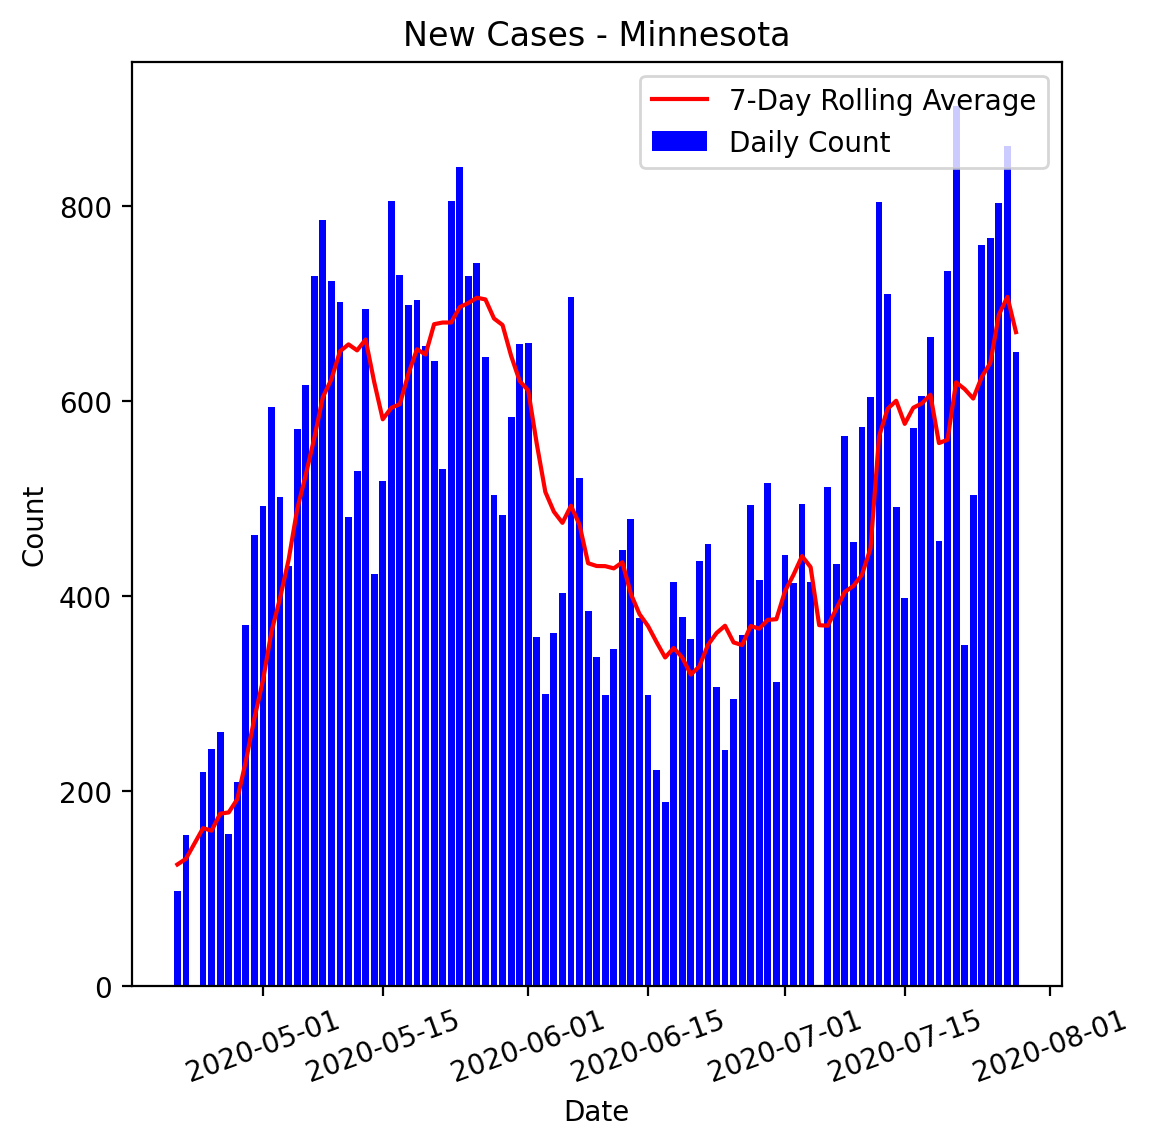 New Cases - Minnesota
7-Day Rolling Average
Daily Count
800
600
400
200
0
Count
2020-05-01
2020-05-15
2020-06-01
2020-06-15
2020-07-01
2020-07-15
2020-08-01
Date